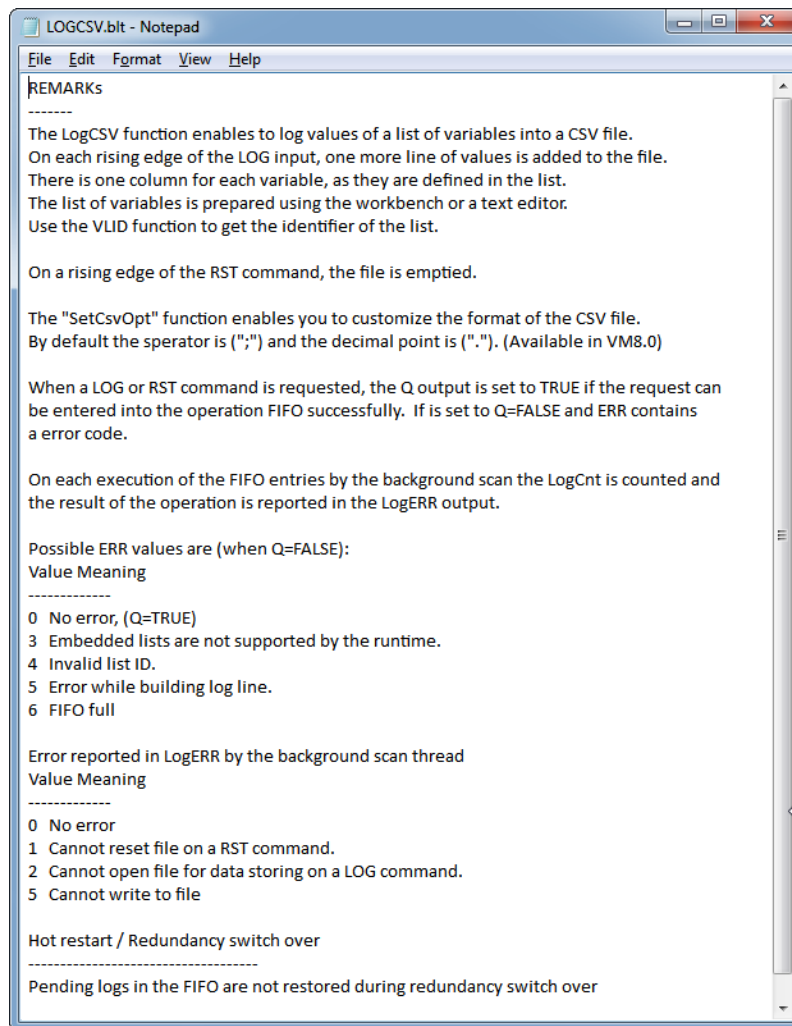 LOGCSV.blt - Notepad
File Edit Format View Help
REMARKs
-------
The LogCSV function enables to log values of a list of variables into a CSV file.
On each rising edge of the LOG input, one more line of values is added to the file.
There is one column for each variable, as they are defined in the list.
The list of variables is prepared using the workbench or a text editor.
Use the VLID function to get the identifier of the list.
On a rising edge of the RST command, the file is emptied.
The "SetCsvOpt" function enables you to customize the format of the CSV file.
By default the sperator is (";") and the decimal point is ("."). (Available in VM8.0)
When a LOG or RST command is requested, the Q output is set to TRUE if the request can
be entered into the operation FIFO successfully.  If is set to Q=FALSE and ERR contains
a error code.
On each execution of the FIFO entries by the background scan the LogCnt is counted and
the result of the operation is reported in the LogERR output.
Possible ERR values are (when Q=FALSE):
Value Meaning
-------------
0  No error, (Q=TRUE)
3  Embedded lists are not supported by the runtime.
4  Invalid list ID.
5  Error while building log line.
6  FIFO full
Error reported in LogERR by the background scan thread
Value Meaning
-------------
0  No error
1  Cannot reset file on a RST command.
2  Cannot open file for data storing on a LOG command.
5  Cannot write to file
Hot restart / Redundancy switch over
------------------------------------
Pending logs in the FIFO are not restored during redundancy switch over